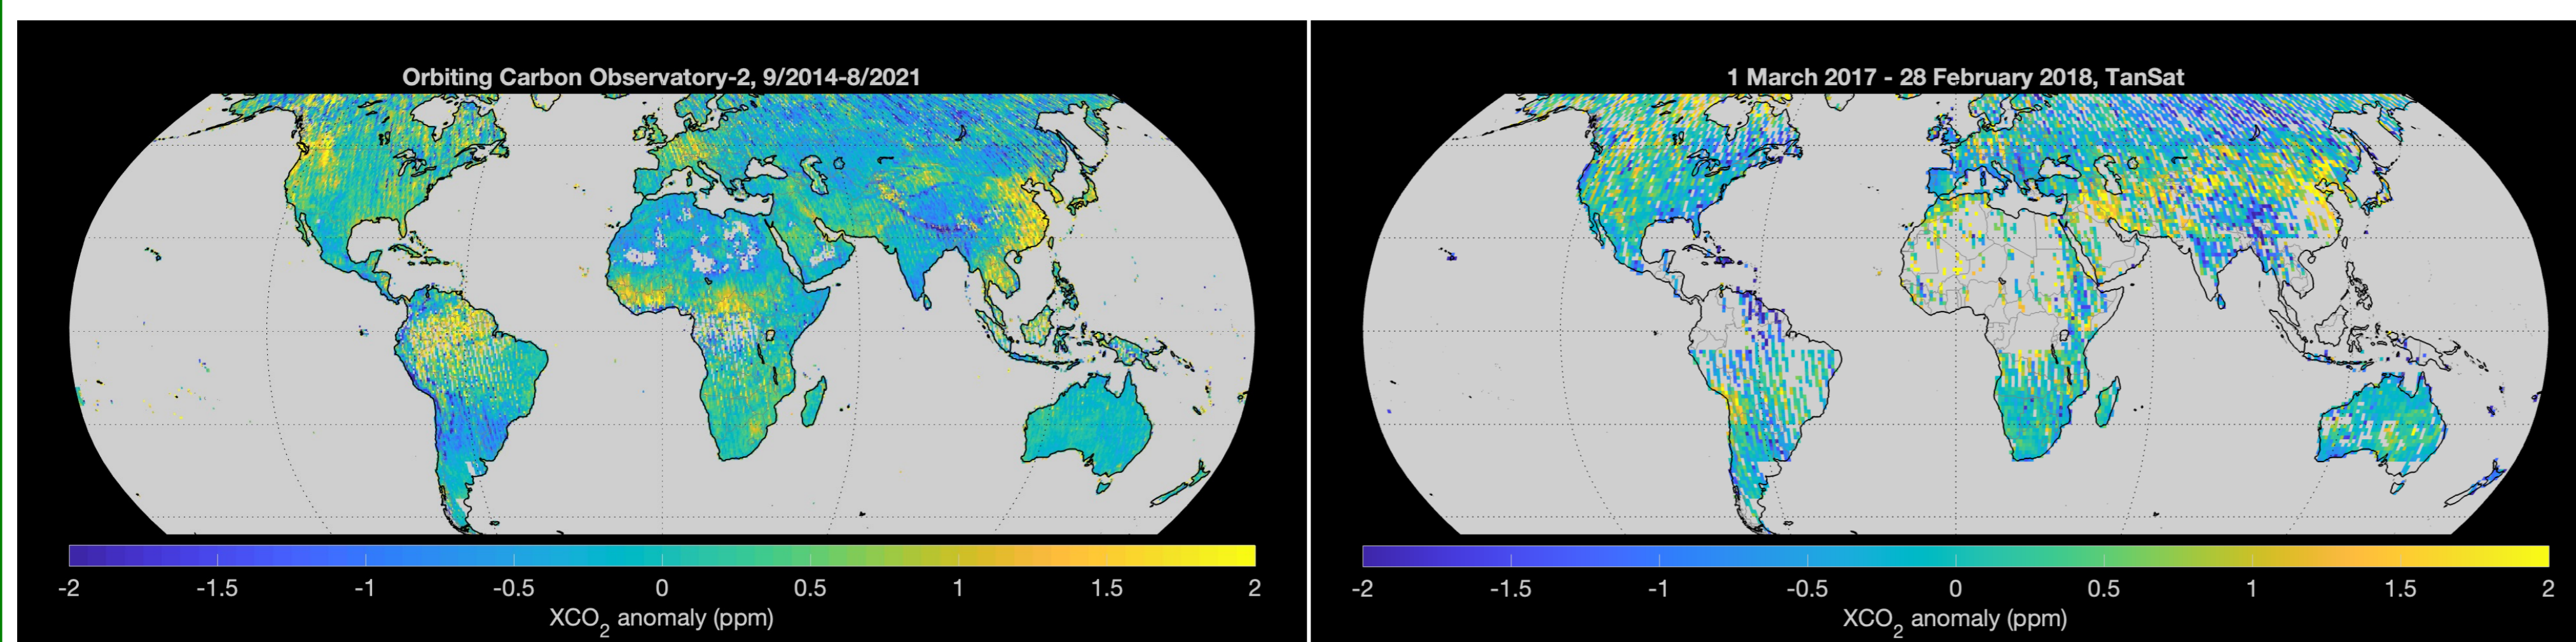 Orbiting Carbon Observatory-2, 9/2014-8/2021
-2 -1.5 -1 -0.5 0 0.5 1 1.5 2
XCO2 anomaly (ppm)
1 March 2017 - 28 February 2018, TanSat
-2 -1.5 -1 -0.5 0 0.5 1 1.5 2
XCO2 anomaly (ppm)